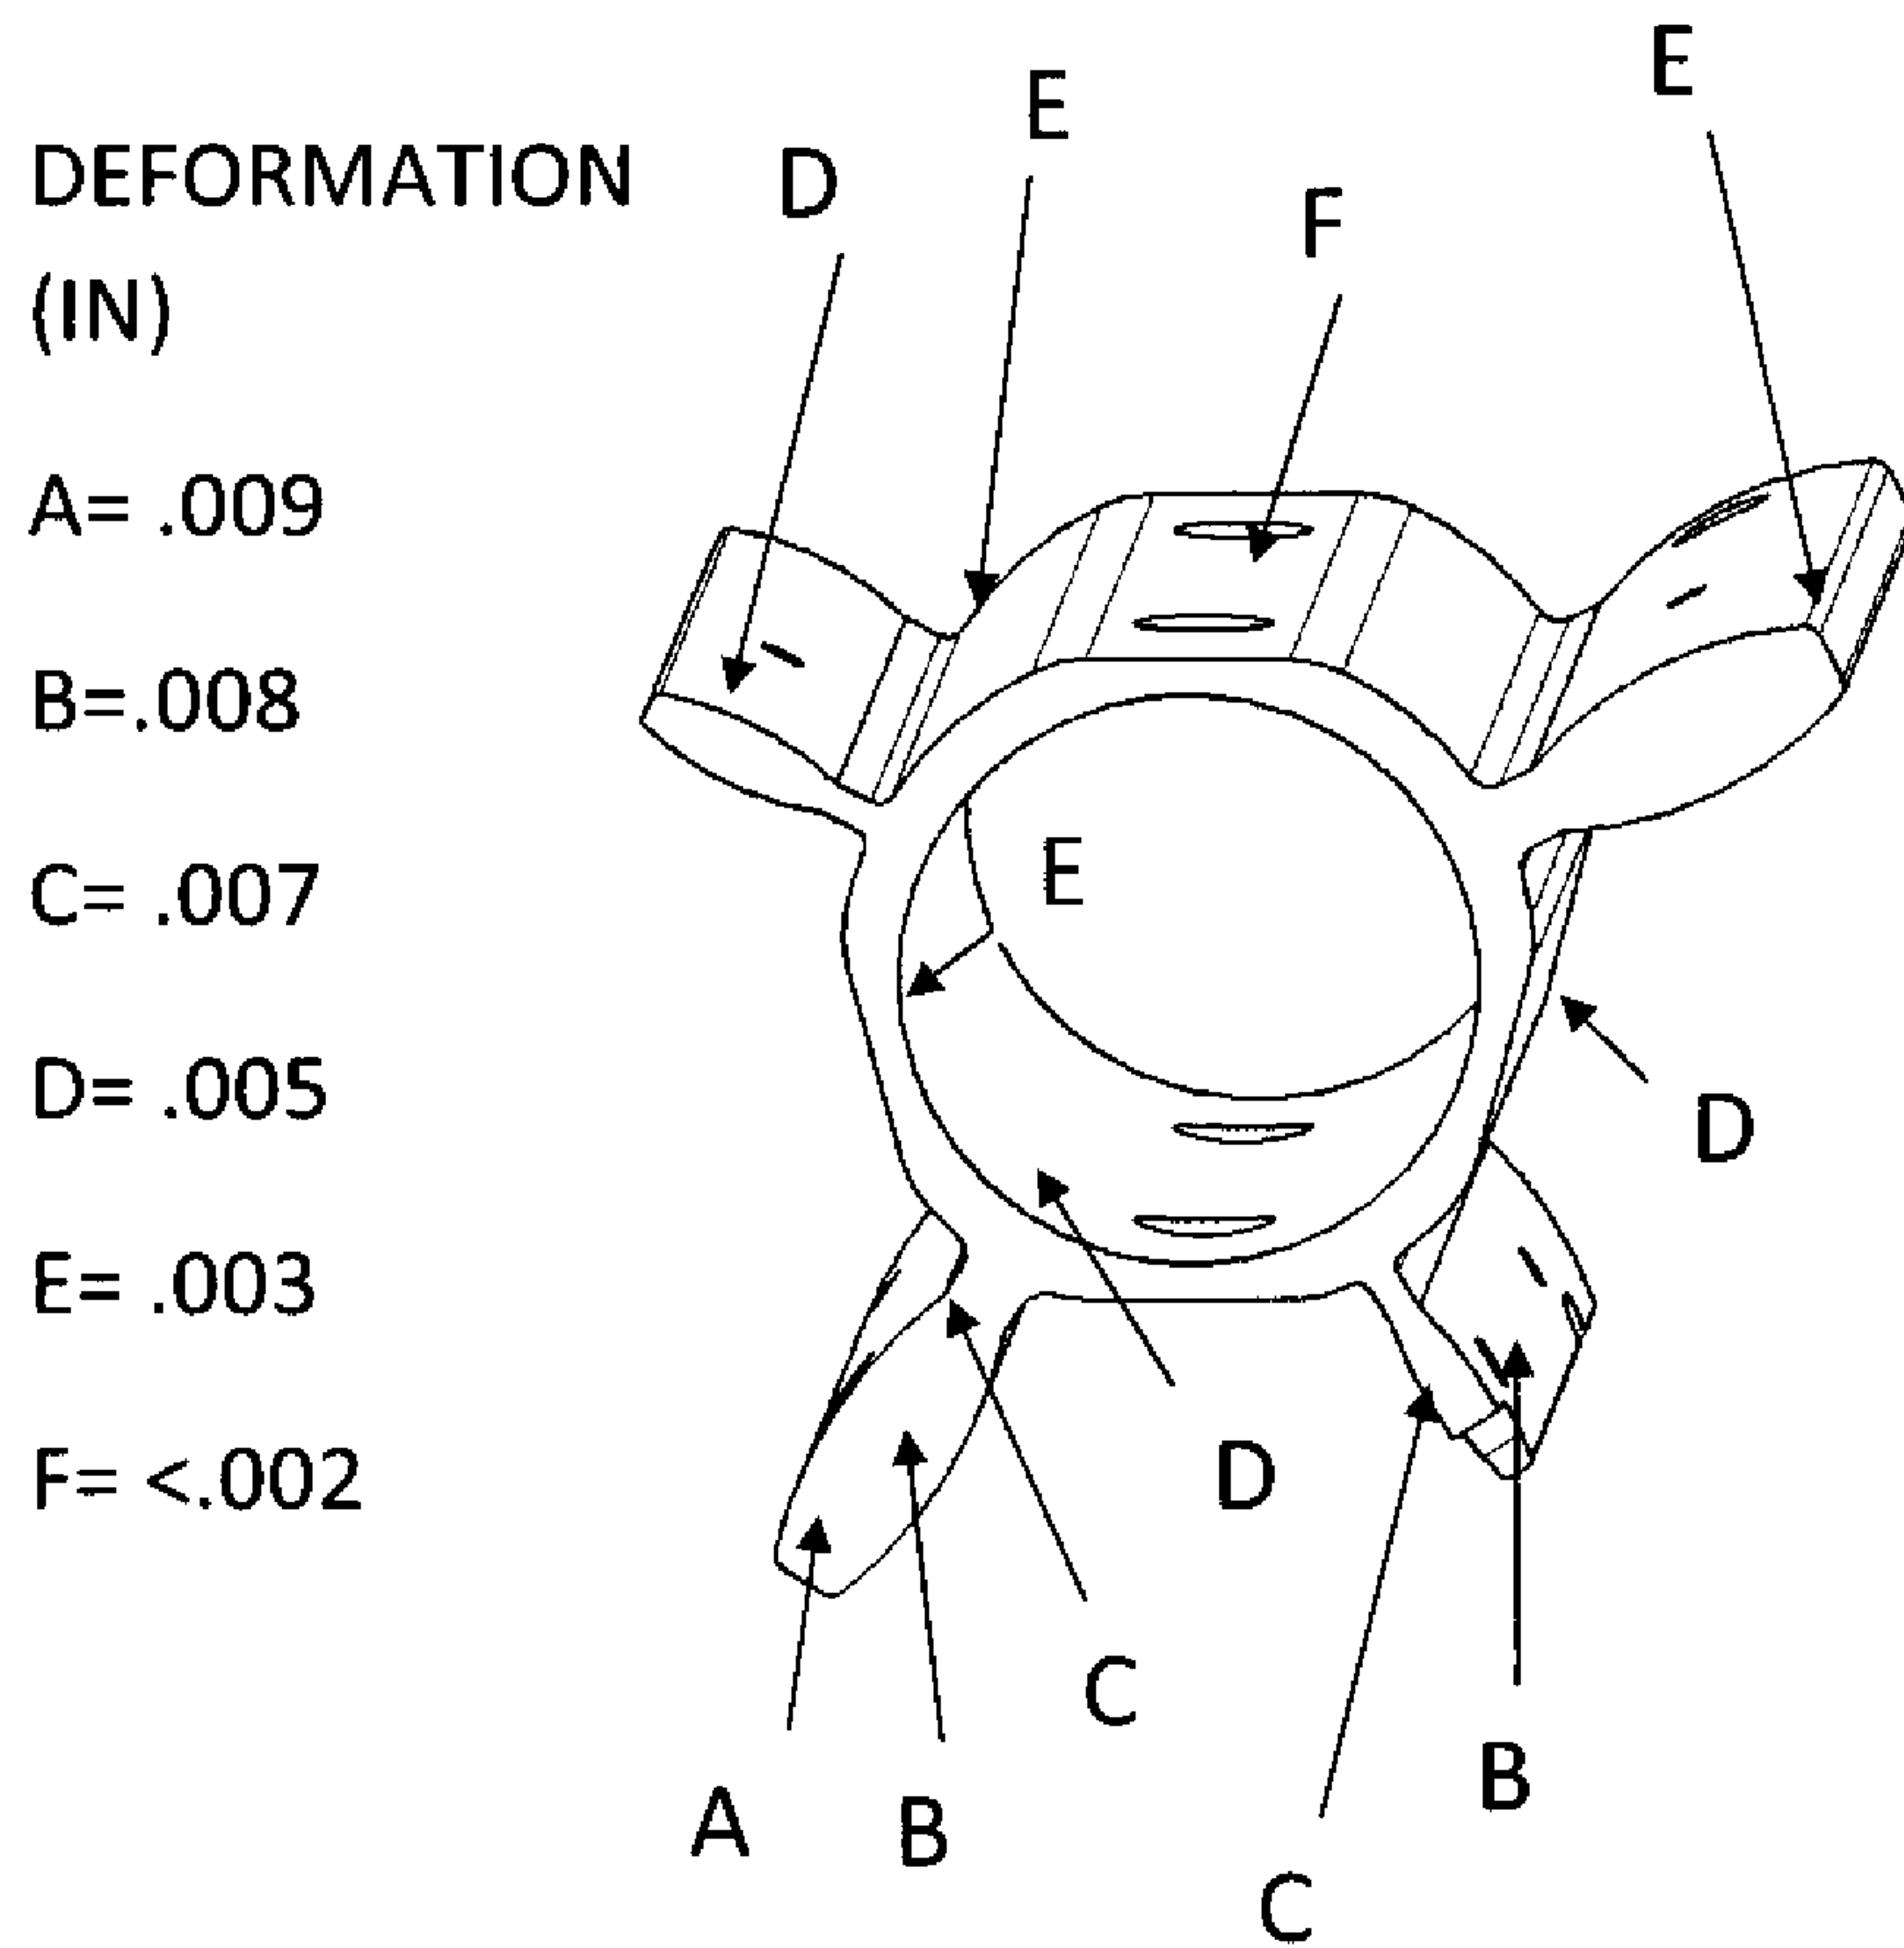 DEFORMATION
(IN)
A= .009
B=.008
C= .007
D= .005
E= .003
F= <.002
D
E
F
E
E
D
D
C
A
B
C
B